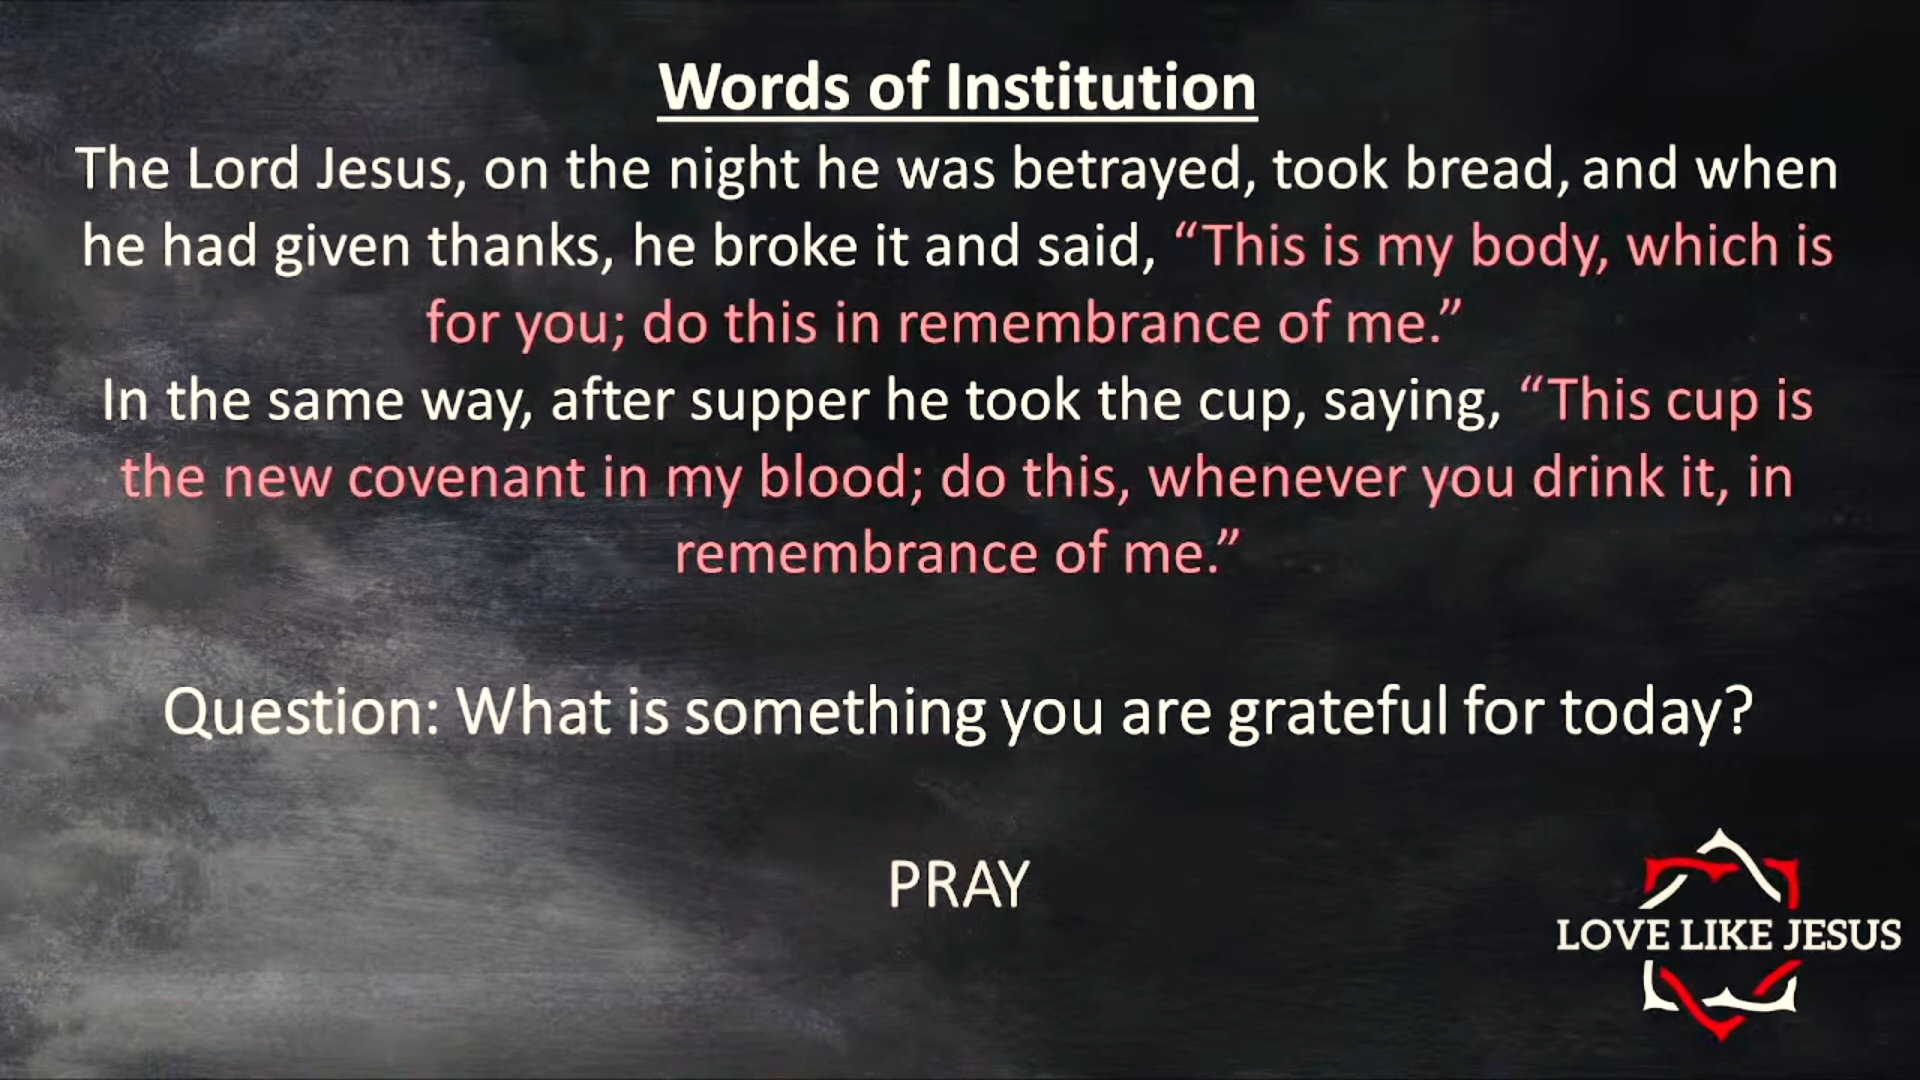 Words of Institution
The Lord Jesus, on the night he was betrayed, took bread, and when
he had given thanks, he broke it and said, “This is my body, which is
for you; do this in remembrance of me.”
In the same way, after supper he took the cup, saying, “This cup is
the new covenant in my blood; do this, whenever you drink it, in
remembrance of me.”
Question: What is something you are grateful for today?
PRAY
LOVE LIKE JESUS